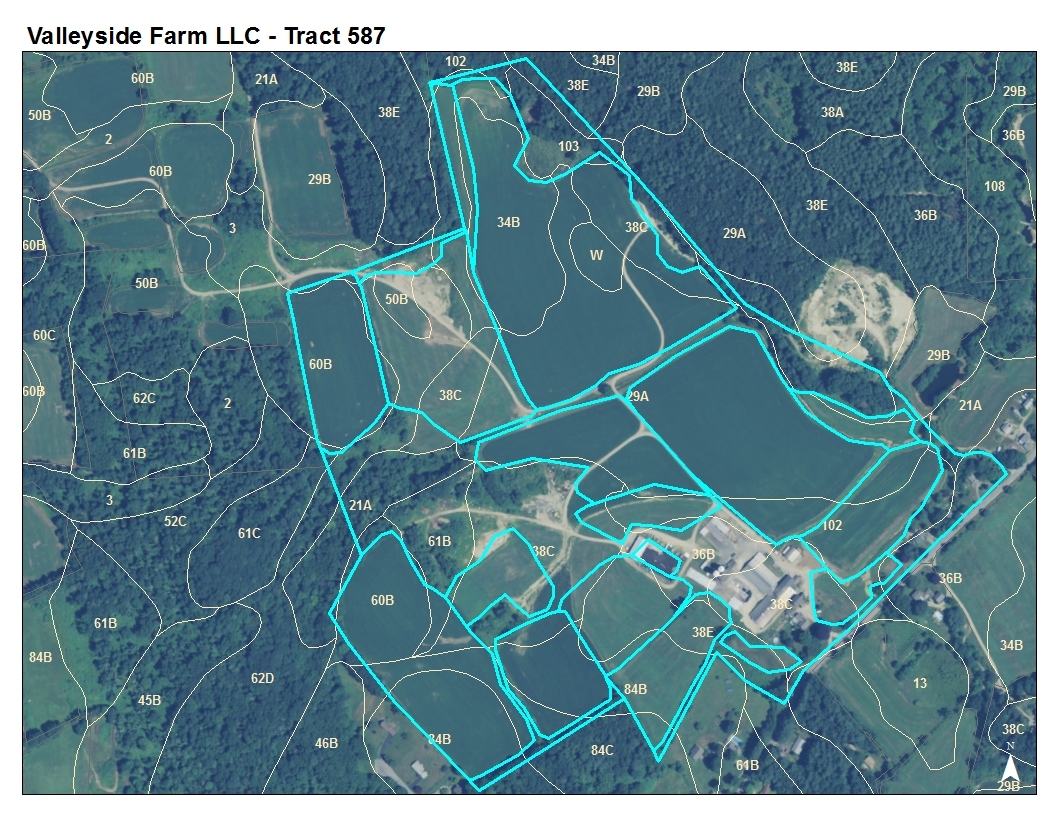 Valleyside Farm LLC - Tract 587
102
34B
38E
60B
21A
38E
29B
29B
38E
38A
50B
36B
2
103
60B
29B
108
38E
36B
34B
38C
3
29A
60B
W
50B
50B
60C
29B
60B
60B
38C
62C
2
29A
21A
61B
3
21A
52C
102
61C
61B
38C
36B
36B
60B
38C
61B
38E
34B
84B
62D
13
84B
45B
38C
46B
84B
84C
61B
N
29B